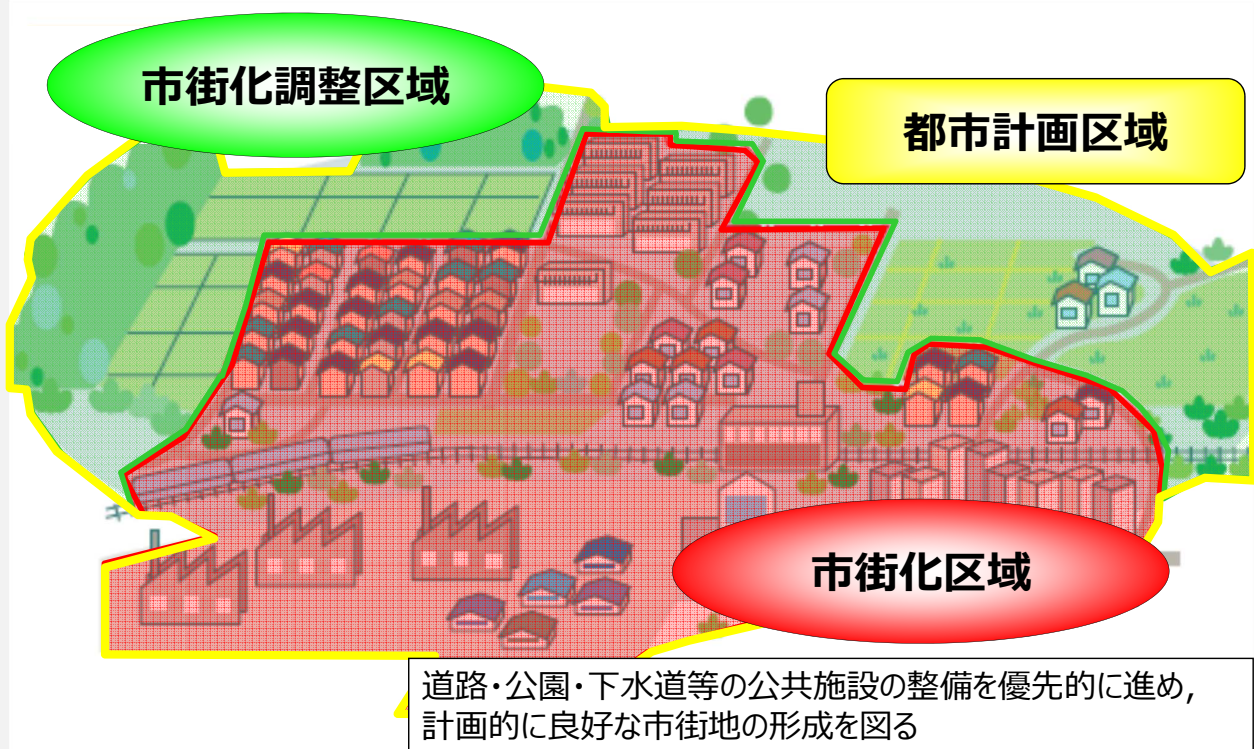 市街化調整区域
都市計画区域
市街化区域
道路・公園・下水道等の公共施設の整備を優先的に進め,
計画的に良好な市街地の形成を図る